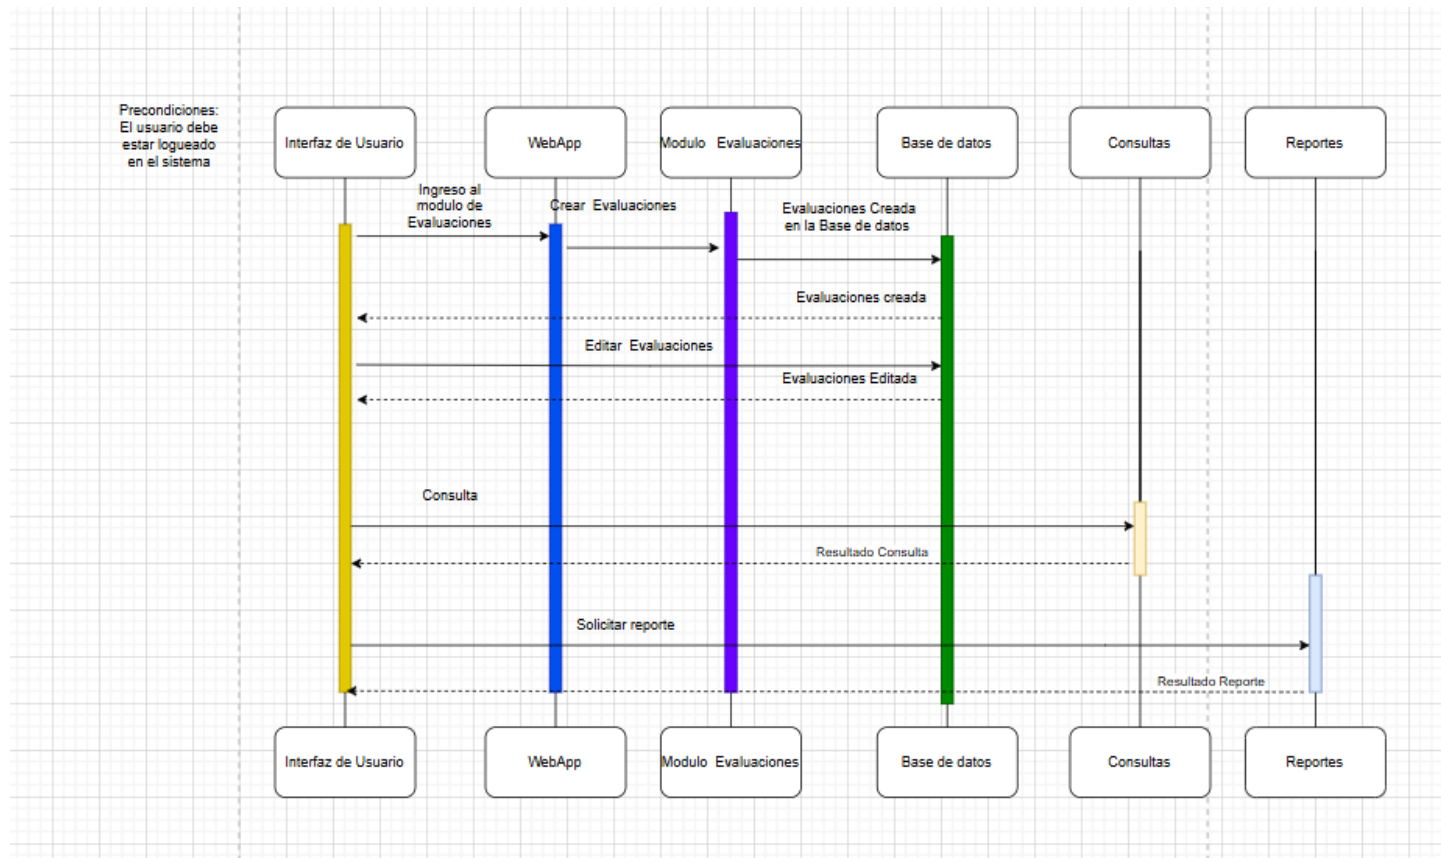 Precondiciones:
El usuario debe
estar logueado
en el sistema
Interfaz de Usuario
WebApp
Modulo Evaluaciones
Base de datos
Consultas
Reportes
Ingreso al
modulo de
Evaluaciones
Crear Evaluaciones
Evaluaciones Creada
en la Base de datos
Evaluaciones creada
Editar Evaluaciones
Evaluaciones Editada
Consulta
Resultado Consulta
Solicitar reporte
Resultado Reporte
Interfaz de Usuario
WebApp
Modulo Evaluaciones
Base de datos
Consultas
Reportes